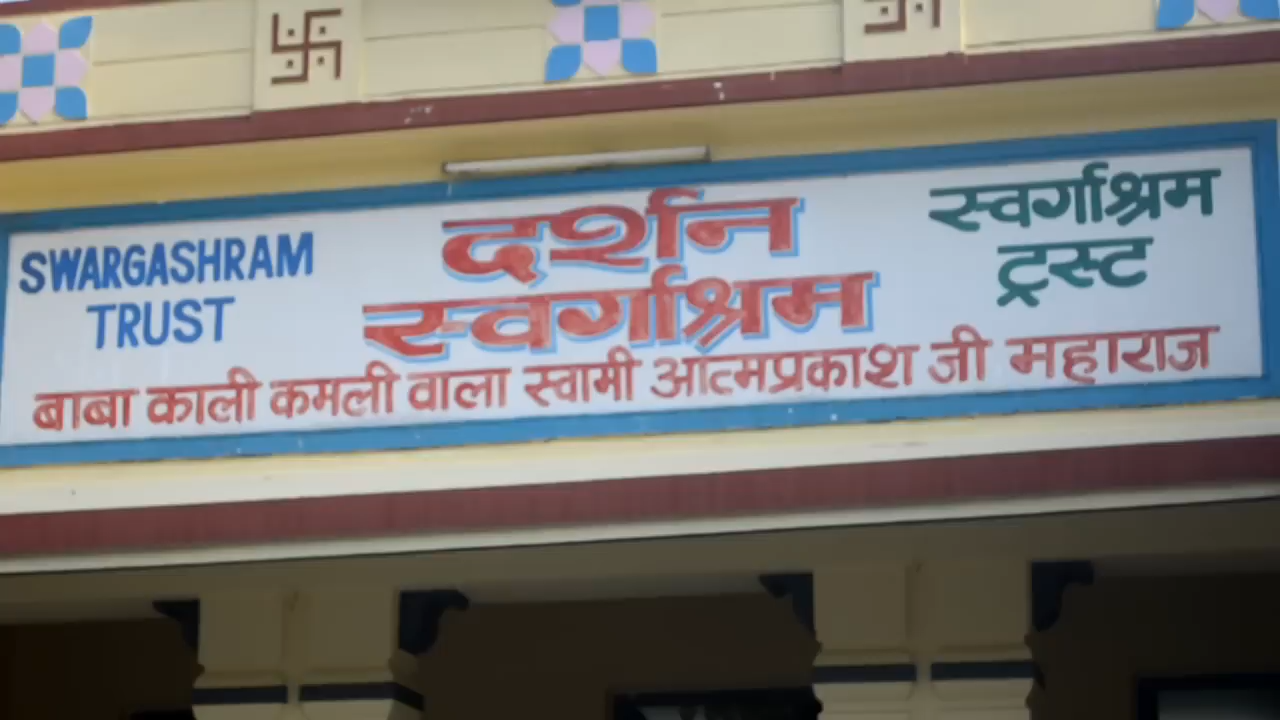 SWARGASHRAM
TRUST
दर्शन
स्वर्गाश्रम
स्वर्गाश्रम
ट्रस्ट
बाबा काली कमली वाला स्वामी आत्मप्रकाश जी महाराज